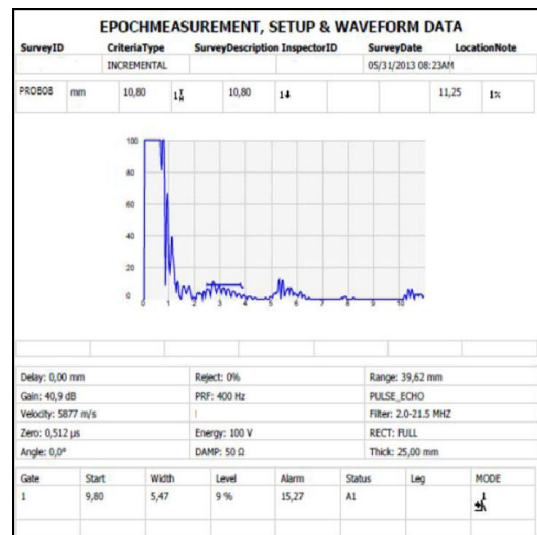 EPOCHMEASUREMENT, SETUP & WAVEFORM DATA
SurveyID CriteriaType SurveyDescription InspectorID SurveyDate LocationNote
INCREMENTAL 05/31/2013 08:23AM
PROB08 mm 10,80 10,80 11,25
100
80
60
40
20
0
0 1 2 3 4 5 6 7 8 9 10
Delay: 0,00 mm Reject: 0% Range: 39,62 mm
Gain: 40,9 dB PRF: 400 Hz PULSE_ECHO
Velocity: 5877 m/s Filter: 2.0-21.5 MHZ
Zero: 0,512 µs Energy: 100 V RECT: FULL
Angle: 0,0° DAMP: 50 Ω Thick: 25,00 mm
Gate Start Width Level Alarm Status Leg MODE
1 9,80 5,47 9 % 15,27 A1